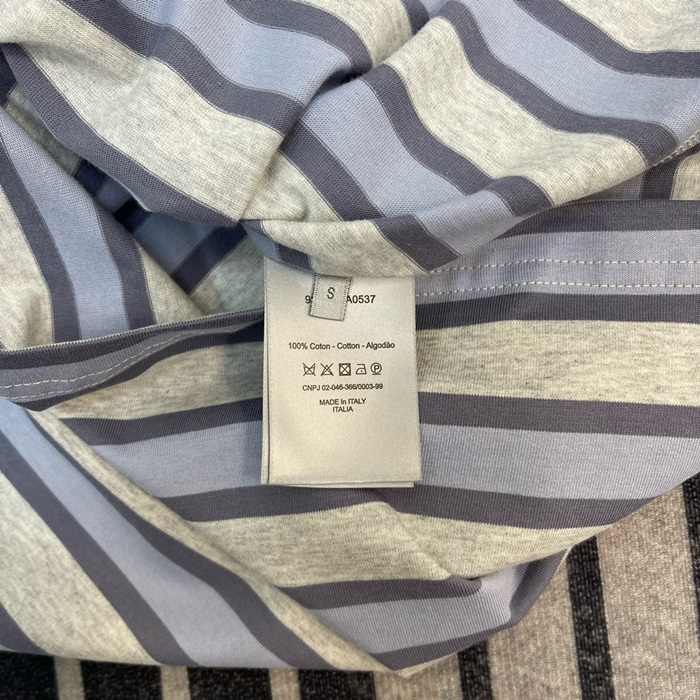 S
A0537
100% Coton - Cotton - Algodão
CNPJ 02-046-366/0003-99
MADE In ITALY
ITALIA